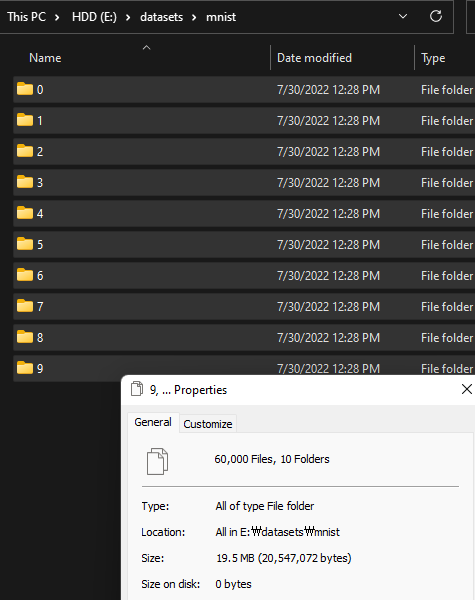 This PC > HDD (E:) > datasets > mnist
Name Date modified Type
0 7/30/2022 12:28 PM File folder
1 7/30/2022 12:28 PM File folder
2 7/30/2022 12:28 PM File folder
3 7/30/2022 12:28 PM File folder
4 7/30/2022 12:28 PM File folder
5 7/30/2022 12:28 PM File folder
6 7/30/2022 12:28 PM File folder
7 7/30/2022 12:28 PM File folder
8 7/30/2022 12:28 PM File folder
9 7/30/2022 12:28 PM File folder
9, ... Properties
General Customize
60,000 Files, 10 Folders
Type: All of type File folder
Location: All in E:₩datasets₩mnist
Size: 19.5 MB (20,547,072 bytes)
Size on disk: 0 bytes